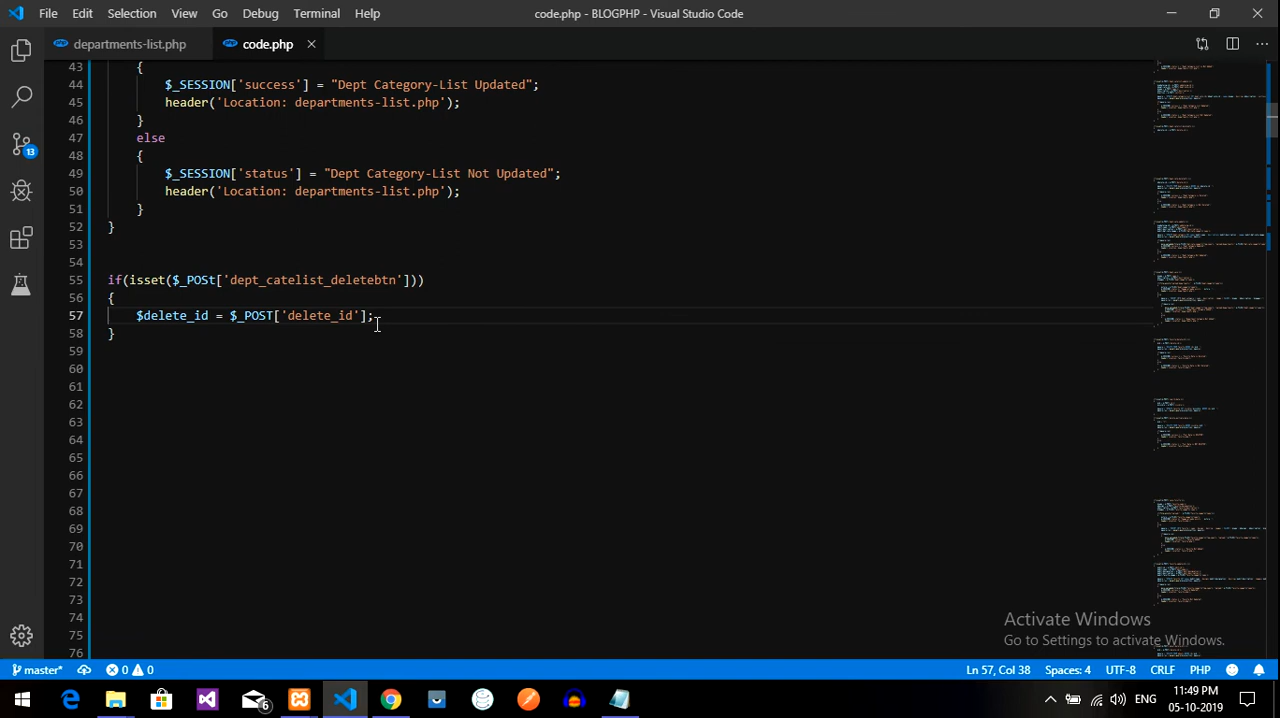 File Edit Selection View Go Debug Terminal Help code.php - BLOGPHP - Visual Studio Code
departments-list.php code.php
43 {
44 $_SESSION['success'] = "Dept Category-List Updated";
45 header('Location: departments-list.php');
46 }
47 else
48 {
49 $_SESSION['status'] = "Dept Category-List Not Updated";
50 header('Location: departments-list.php');
51 }
52 }
53
54
55 if(isset($_POSt['dept_catelist_deletebtn']))
56 {
57 $delete_id = $_POST['delete_id'];
58 }
59
60
61
62
63
64
65
66
67
68
69
70
71
72
73
74
75
76
13
Activate Windows
Go to Settings to activate Windows.
master* 0 0 Ln 57, Col 38 Spaces: 4 UTF-8 CRLF PHP
6 ENG 11:49 PM
05-10-2019